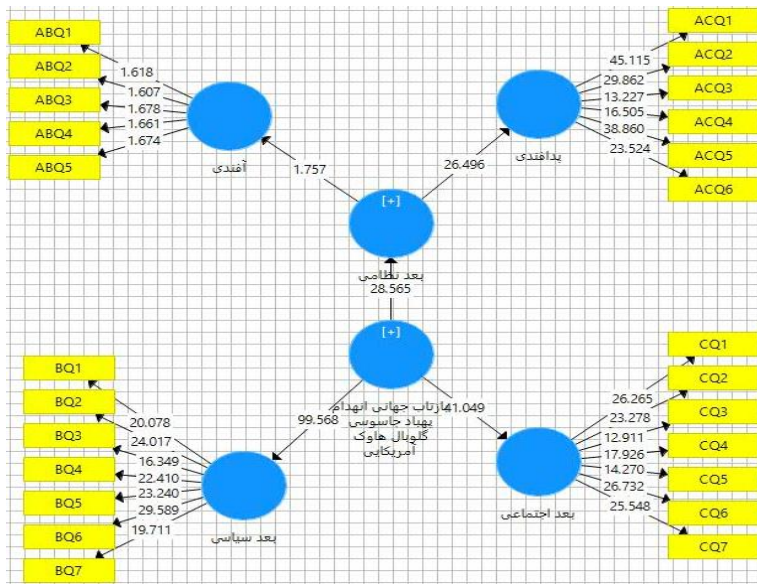 ABQ1
ABQ2
ABQ3
ABQ4
ABQ5
1.618
1.607
1.678
1.661
1.674
آفندی
ACQ1
ACQ2
ACQ3
ACQ4
ACQ5
ACQ6
45.115
29.862
13.227
16.505
38.860
23.524
پدافندی
1.757
26.496
[+]
بعد نظامی
28.565
[+]
بازتاب جهانی انهدام
پهپاد جاسوسی
گلوبال هاوک
آمریکایی
99.568
41.049
BQ1
BQ2
BQ3
BQ4
BQ5
BQ6
BQ7
20.078
24.017
16.349
22.410
23.240
29.589
19.711
بعد سیاسی
CQ1
CQ2
CQ3
CQ4
CQ5
CQ6
CQ7
26.265
23.278
12.911
17.926
14.270
26.732
25.548
بعد اجتماعی